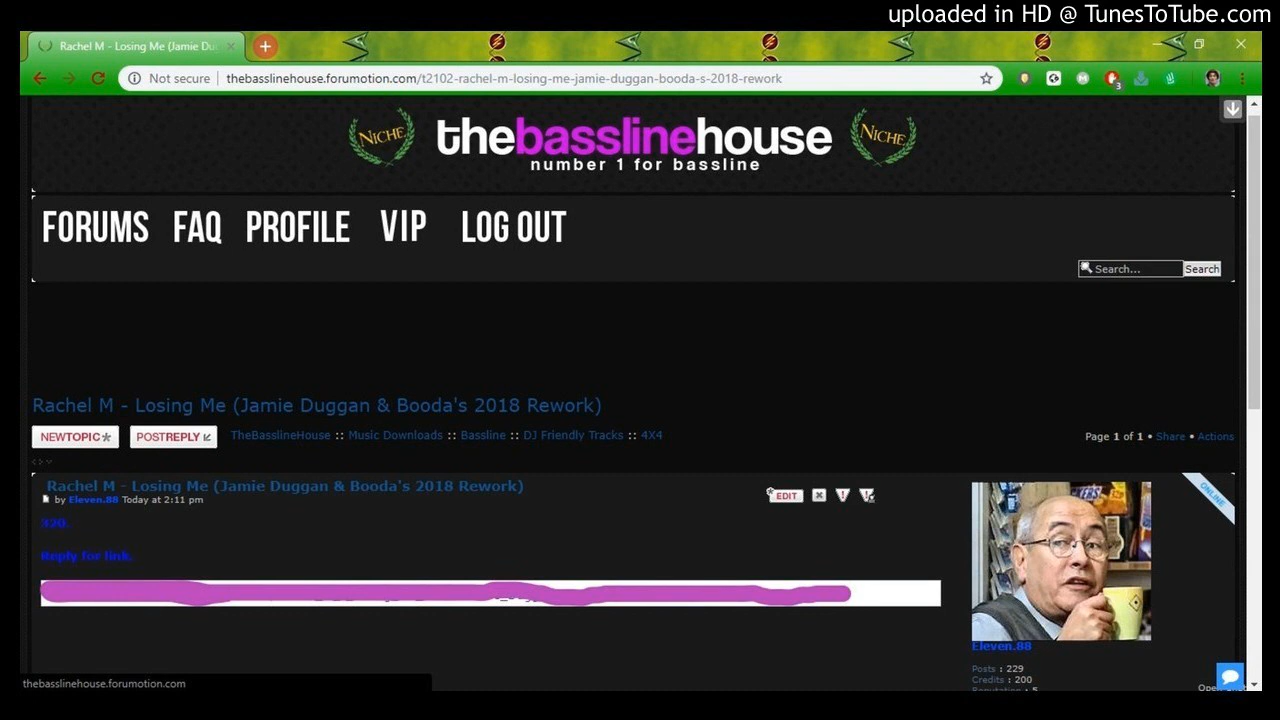 uploaded in HD @ TunesToTube.com
Rachel M - Losing Me (Jamie Du
Not secure
thebasslinehouse.forumotion.com/t2102-rachel-m-losing-me-jamie-duggan-booda-s-2018-rework
3
NICHE
thebasslinehouse
NICHE
number 1 for bassline
FORUMS FAQ PROFILE VIP LOG OUT
Search... Search
Rachel M - Losing Me (Jamie Duggan & Booda's 2018 Rework)
NEWTOPIC POSTREPLY TheBasslineHouse :: Music Downloads :: Bassline :: DJ Friendly Tracks :: 4X4
Page 1 of 1 • Share • Actions
Rachel M - Losing Me (Jamie Duggan & Booda's 2018 Rework)
by Eleven.88 Today at 2:11 pm
EDIT
ONLINE
320.
Reply for link.
Eleven.88
Posts : 229
Credits : 200
Reputation : 5
thebasslinehouse.forumotion.com